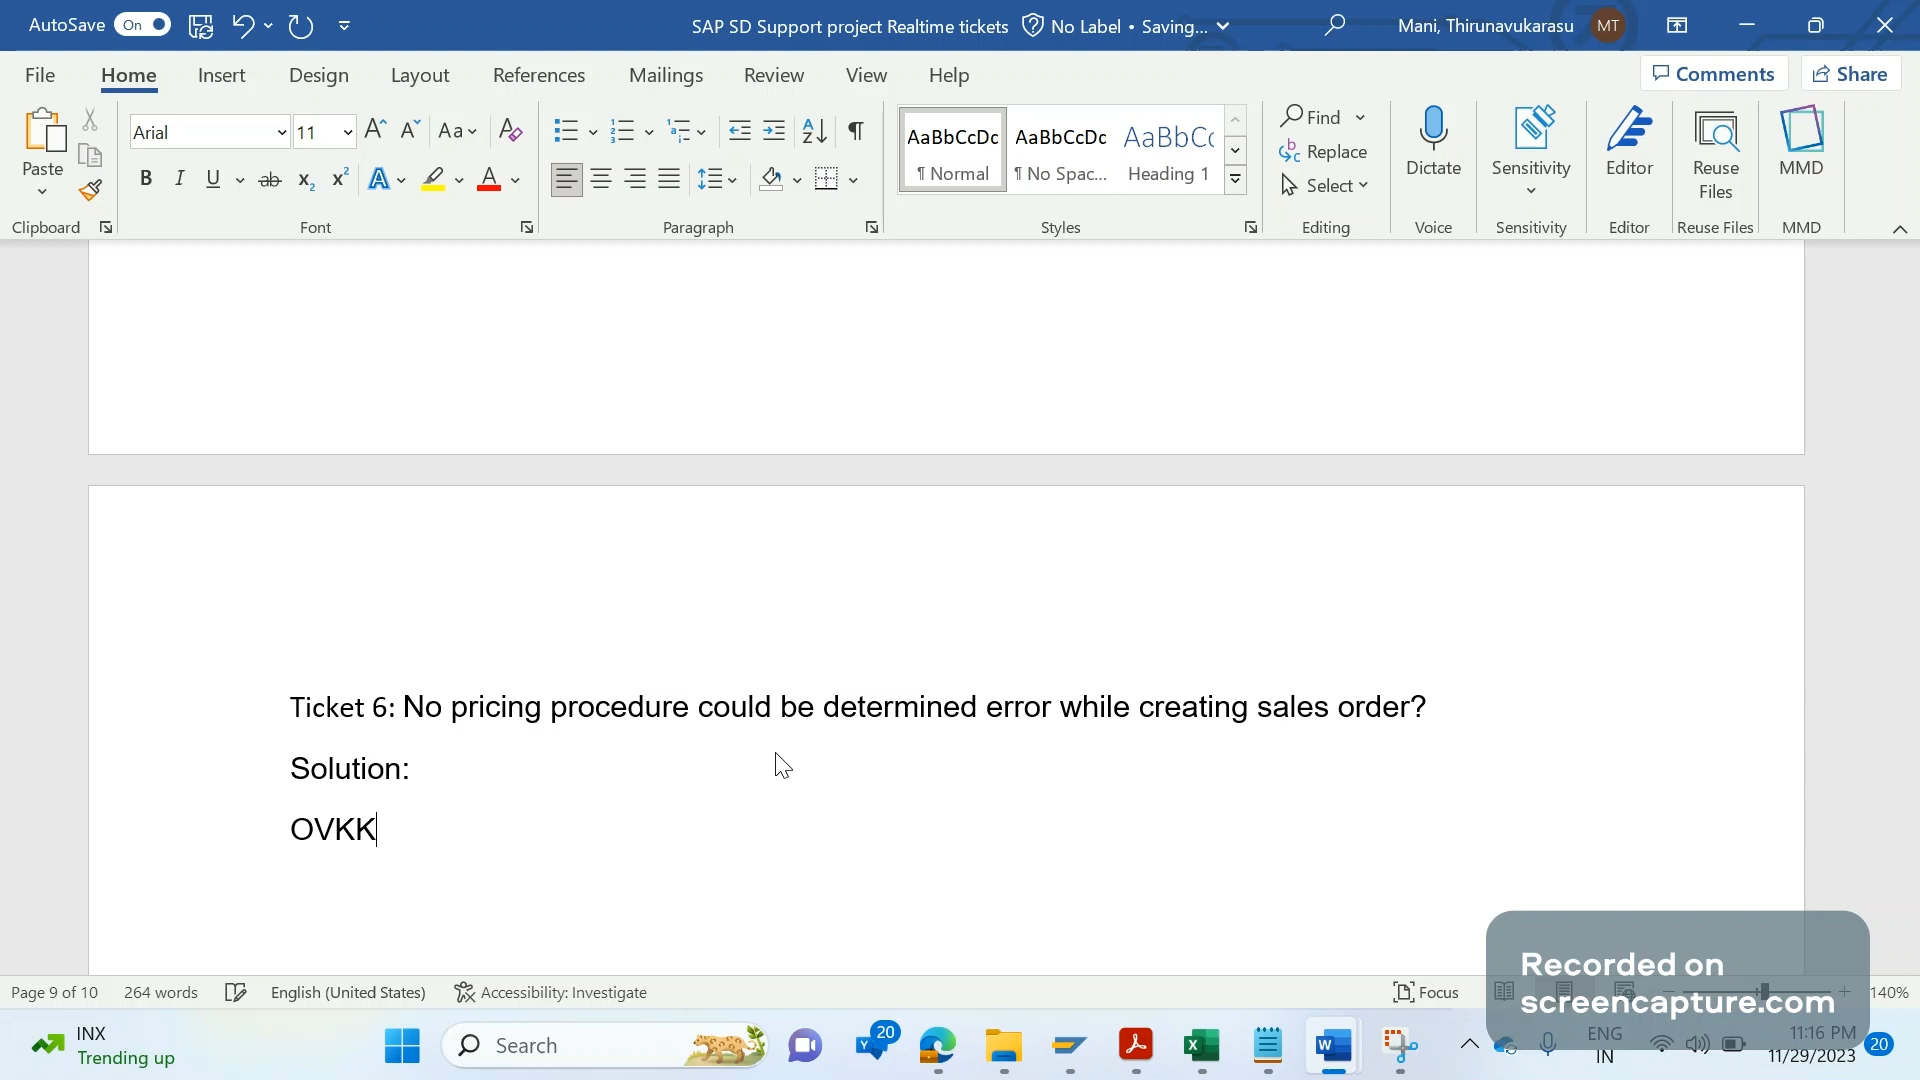 AutoSave On
SAP SD Support project Realtime tickets No Label • Saving...
Mani, Thirunavukarasu MT
File Home Insert Design Layout References Mailings Review View Help
Comments Share
Paste
Arial 11
Aa
B I U ab x2 x2 A A
AaBbCcDc AaBbCcDc AaBbCc
¶ Normal ¶ No Spac... Heading 1
Find
Replace
Select
Dictate
Sensitivity
Editor
Reuse
Files
MMD
Clipboard Font Paragraph Styles Editing Voice Sensitivity Editor Reuse Files MMD
Ticket 6: No pricing procedure could be determined error while creating sales order?
Solution:
OVKK
Recorded on
screencapture.com
Page 9 of 10 264 words English (United States) Accessibility: Investigate Focus 140%
INX
Trending up
Search
20
ENG
IN
11:16 PM
11/29/2023
20